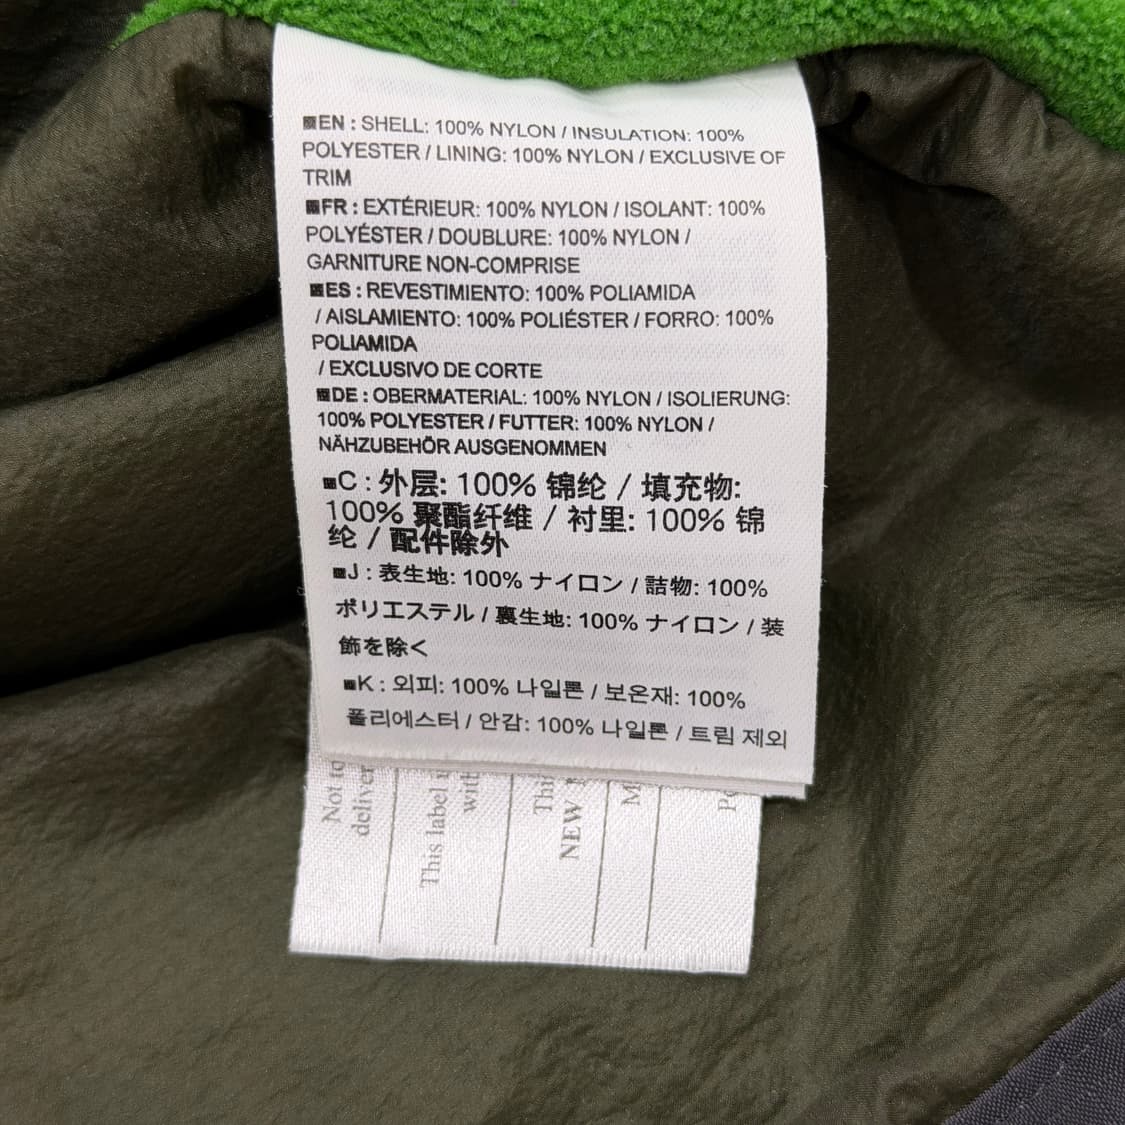 EN : SHELL: 100% NYLON / INSULATION: 100%
POLYESTER / LINING: 100% NYLON / EXCLUSIVE OF
TRIM
FR : EXTÉRIEUR: 100% NYLON / ISOLANT: 100%
POLYÉSTER / DOUBLURE: 100% NYLON /
GARNITURE NON-COMPRISE
ES : REVESTIMIENTO: 100% POLIAMIDA
/ AISLAMIENTO: 100% POLIÉSTER / FORRO: 100%
POLIAMIDA
/ EXCLUSIVO DE CORTE
DE : OBERMATERIAL: 100% NYLON / ISOLIERUNG:
100% POLYESTER / FUTTER: 100% NYLON /
NÄHZUBEHÖR AUSGENOMMEN
C : 外层: 100% 锦纶 / 填充物:
100% 聚酯纤维 / 衬里: 100% 锦
纶 / 配件除外
J : 表生地: 100% ナイロン / 詰物: 100%
ポリエステル / 裏生地: 100% ナイロン / 装
飾を除く
K : 외피: 100% 나일론 / 보온재: 100%
폴리에스터 / 안감: 100% 나일론 / 트림 제외
Not to
deliver
This label
with
NEW